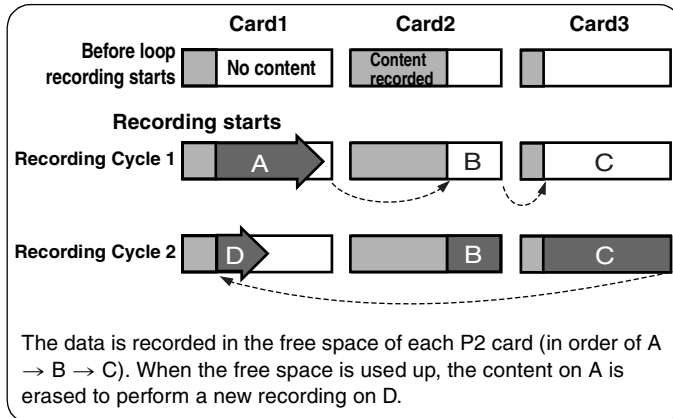 Card1 Card2 Card3
Before loop
recording starts
No content
Content
recorded
Recording starts
Recording Cycle 1
A B C
Recording Cycle 2
D B C
The data is recorded in the free space of each P2 card (in order of A
→ B → C). When the free space is used up, the content on A is
erased to perform a new recording on D.